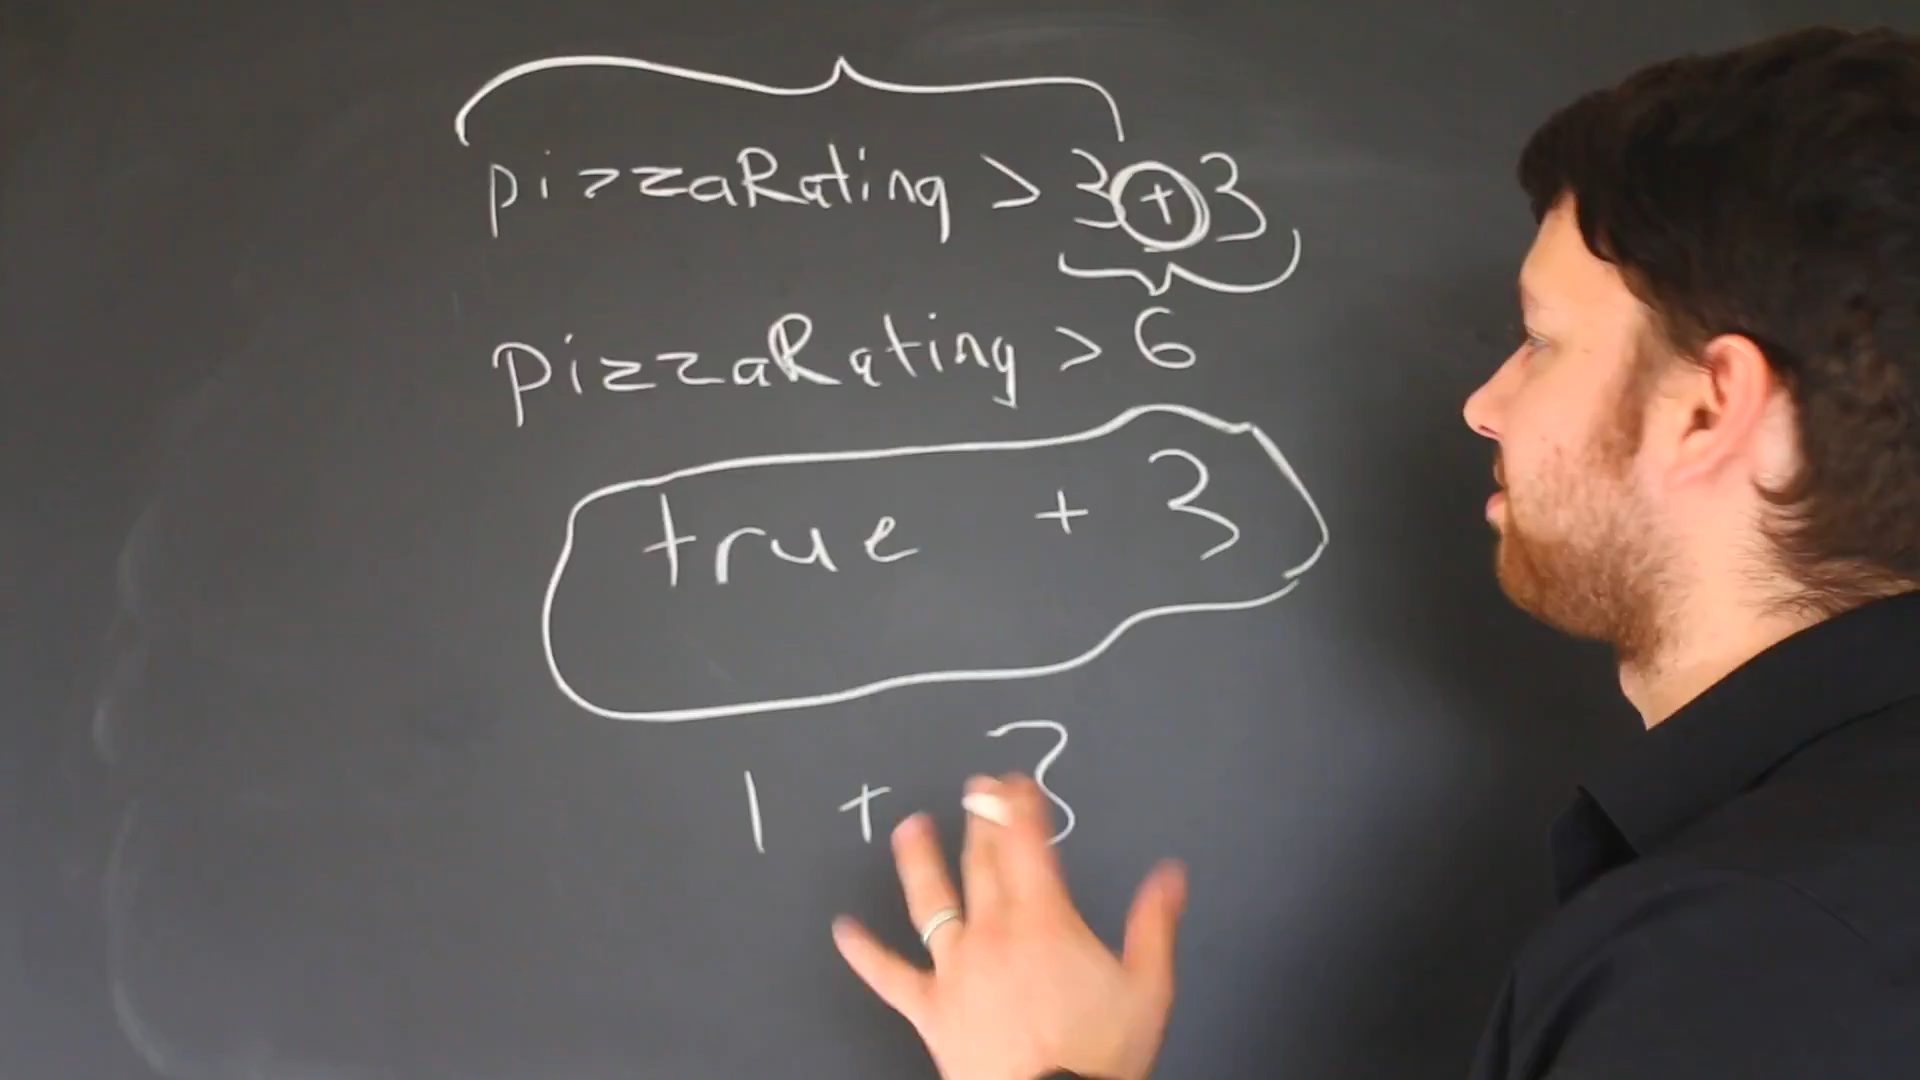 pizzaRating > 3 + 3
pizzaRating > 6
true + 3
1 + 3